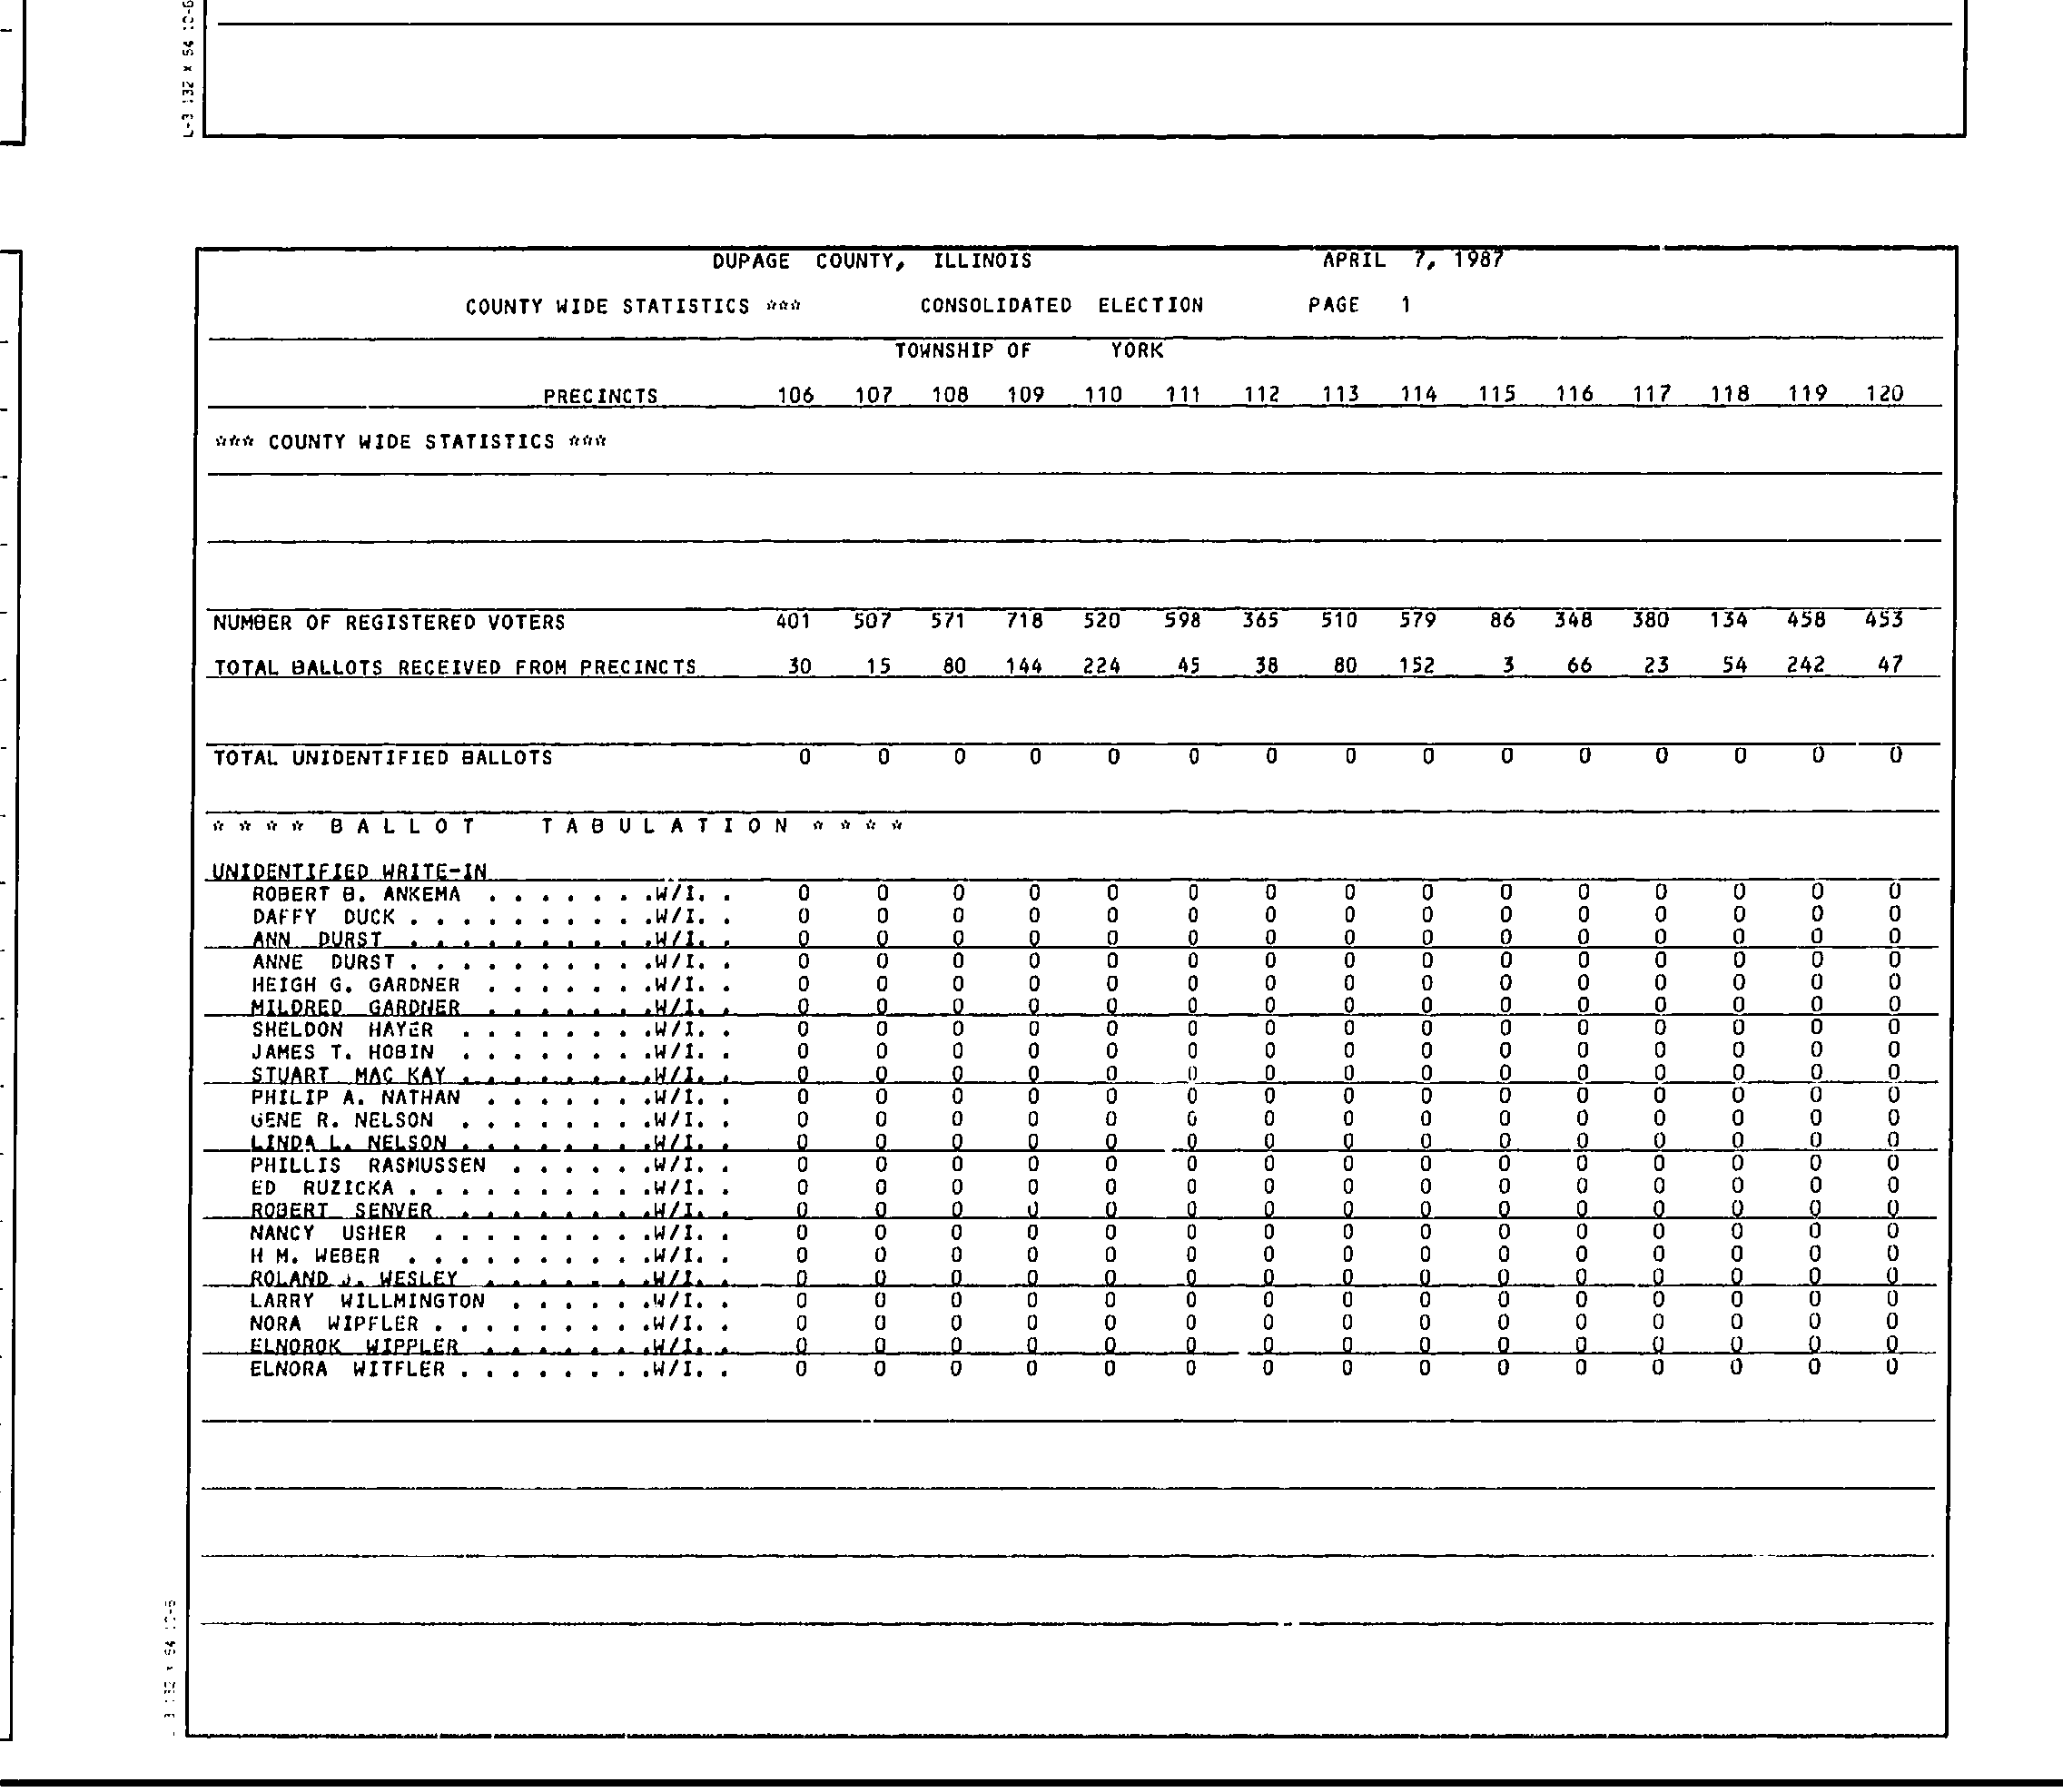 L-3 132 x 64 10-6
DUPAGE COUNTY, ILLINOIS APRIL 7, 1987
COUNTY WIDE STATISTICS *** CONSOLIDATED ELECTION PAGE 1
TOWNSHIP OF YORK
PRECINCTS 106 107 108 109 110 111 112 113 114 115 116 117 118 119 120
*** COUNTY WIDE STATISTICS ***
NUMBER OF REGISTERED VOTERS 401 507 571 718 520 598 365 510 579 86 348 380 134 458 453
TOTAL BALLOTS RECEIVED FROM PRECINCTS 30 15 80 144 224 45 38 80 152 3 66 23 54 242 47
TOTAL UNIDENTIFIED BALLOTS 0 0 0 0 0 0 0 0 0 0 0 0 0 0 0
* * * * B A L L O T T A B U L A T I O N * * * *
UNIDENTIFIED WRITE-IN
ROBERT B. ANKEMA . . . . . . .W/I. . 0 0 0 0 0 0 0 0 0 0 0 0 0 0 0
DAFFY DUCK . . . . . . . . . .W/I. . 0 0 0 0 0 0 0 0 0 0 0 0 0 0 0
ANN DURST . . . . . . . . . .W/I. . 0 0 0 0 0 0 0 0 0 0 0 0 0 0 0
ANNE DURST . . . . . . . . . .W/I. . 0 0 0 0 0 0 0 0 0 0 0 0 0 0 0
HEIGH G. GARDNER . . . . . . .W/I. . 0 0 0 0 0 0 0 0 0 0 0 0 0 0 0
MILDRED GARDNER . . . . . . .W/I. . 0 0 0 0 0 0 0 0 0 0 0 0 0 0 0
SHELDON HAYER . . . . . . . .W/I. . 0 0 0 0 0 0 0 0 0 0 0 0 0 0 0
JAMES T. HOBIN . . . . . . . .W/I. . 0 0 0 0 0 0 0 0 0 0 0 0 0 0 0
STUART MAC KAY . . . . . . . .W/I. . 0 0 0 0 0 0 0 0 0 0 0 0 0 0 0
PHILIP A. NATHAN . . . . . . .W/I. . 0 0 0 0 0 0 0 0 0 0 0 0 0 0 0
GENE R. NELSON . . . . . . . .W/I. . 0 0 0 0 0 0 0 0 0 0 0 0 0 0 0
LINDA L. NELSON . . . . . . . .W/I. . 0 0 0 0 0 0 0 0 0 0 0 0 0 0 0
PHILLIS RASMUSSEN . . . . . .W/I. . 0 0 0 0 0 0 0 0 0 0 0 0 0 0 0
ED RUZICKA . . . . . . . . . .W/I. . 0 0 0 0 0 0 0 0 0 0 0 0 0 0 0
ROBERT SENVER . . . . . . . .W/I. . 0 0 0 0 0 0 0 0 0 0 0 0 0 0 0
NANCY USHER . . . . . . . . .W/I. . 0 0 0 0 0 0 0 0 0 0 0 0 0 0 0
H M. WEBER . . . . . . . . . .W/I. . 0 0 0 0 0 0 0 0 0 0 0 0 0 0 0
ROLAND J. WESLEY . . . . . . .W/I. . 0 0 0 0 0 0 0 0 0 0 0 0 0 0 0
LARRY WILLMINGTON . . . . . .W/I. . 0 0 0 0 0 0 0 0 0 0 0 0 0 0 0
NORA WIPFLER . . . . . . . . .W/I. . 0 0 0 0 0 0 0 0 0 0 0 0 0 0 0
ELNOROK WIPPLER . . . . . . .W/I. . 0 0 0 0 0 0 0 0 0 0 0 0 0 0 0
ELNORA WITFLER . . . . . . . .W/I. . 0 0 0 0 0 0 0 0 0 0 0 0 0 0 0